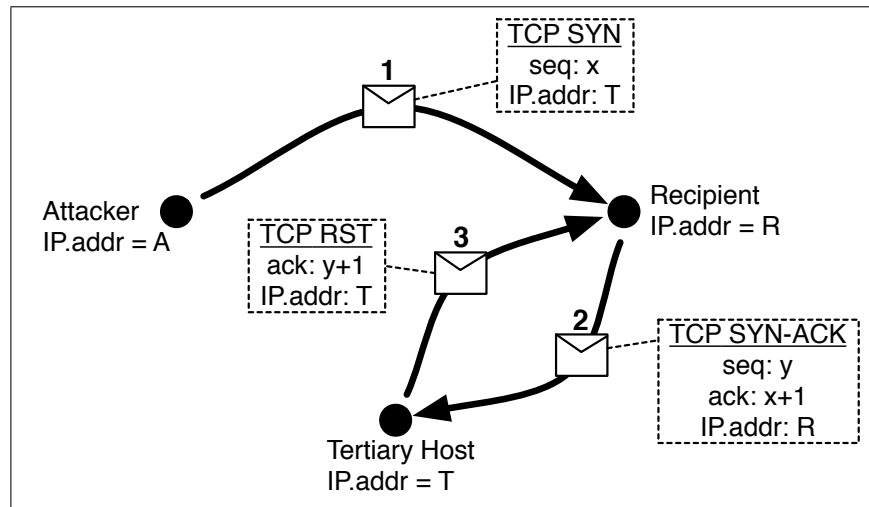 TCP SYN
seq: x
IP.addr: T
1
Attacker
IP.addr = A
Recipient
IP.addr = R
TCP RST
ack: y+1
IP.addr: T
3
2
TCP SYN-ACK
seq: y
ack: x+1
IP.addr: R
Tertiary Host
IP.addr = T